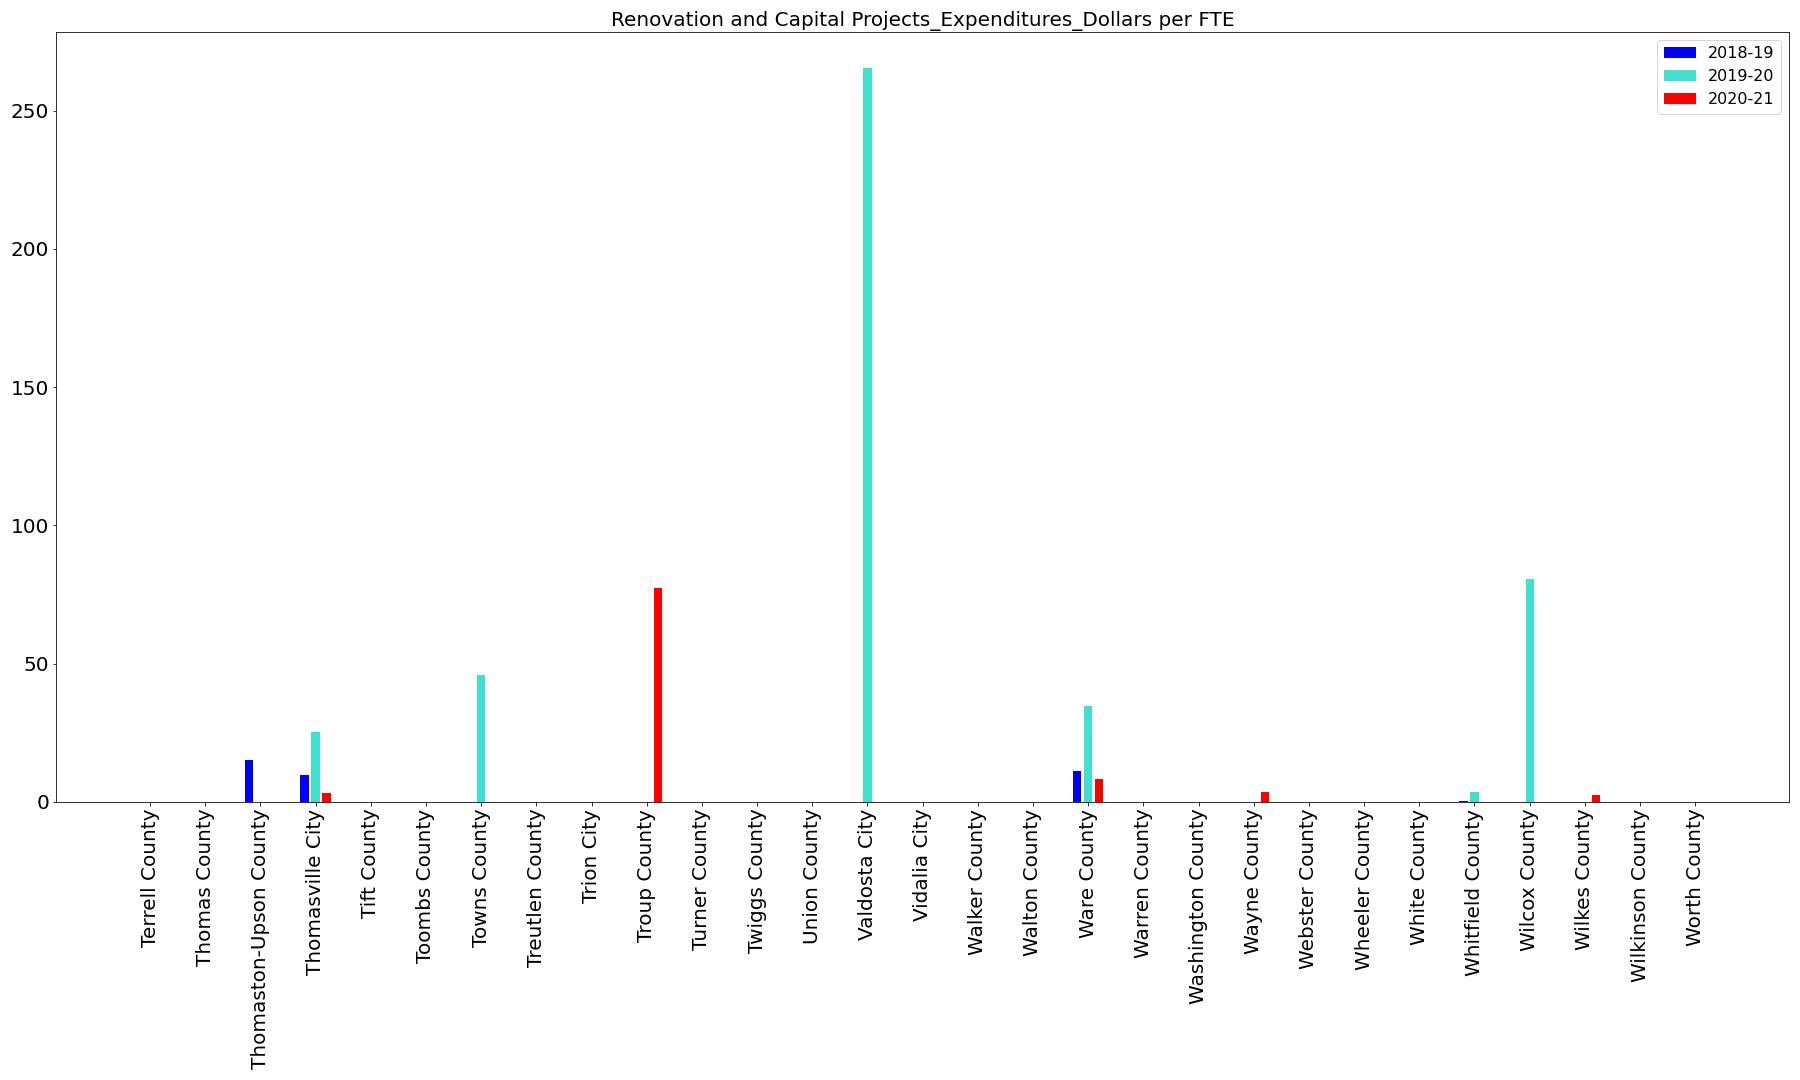 Renovation and Capital Projects_Expenditures_Dollars per FTE
2018-19
2019-20
2020-21
250
200
150
100
50
0
Terrell County
Thomas County
Thomaston-Upson County
Thomasville City
Tift County
Toombs County
Towns County
Treutlen County
Trion City
Troup County
Turner County
Twiggs County
Union County
Valdosta City
Vidalia City
Walker County
Walton County
Ware County
Warren County
Washington County
Wayne County
Webster County
Wheeler County
White County
Whitfield County
Wilcox County
Wilkes County
Wilkinson County
Worth County